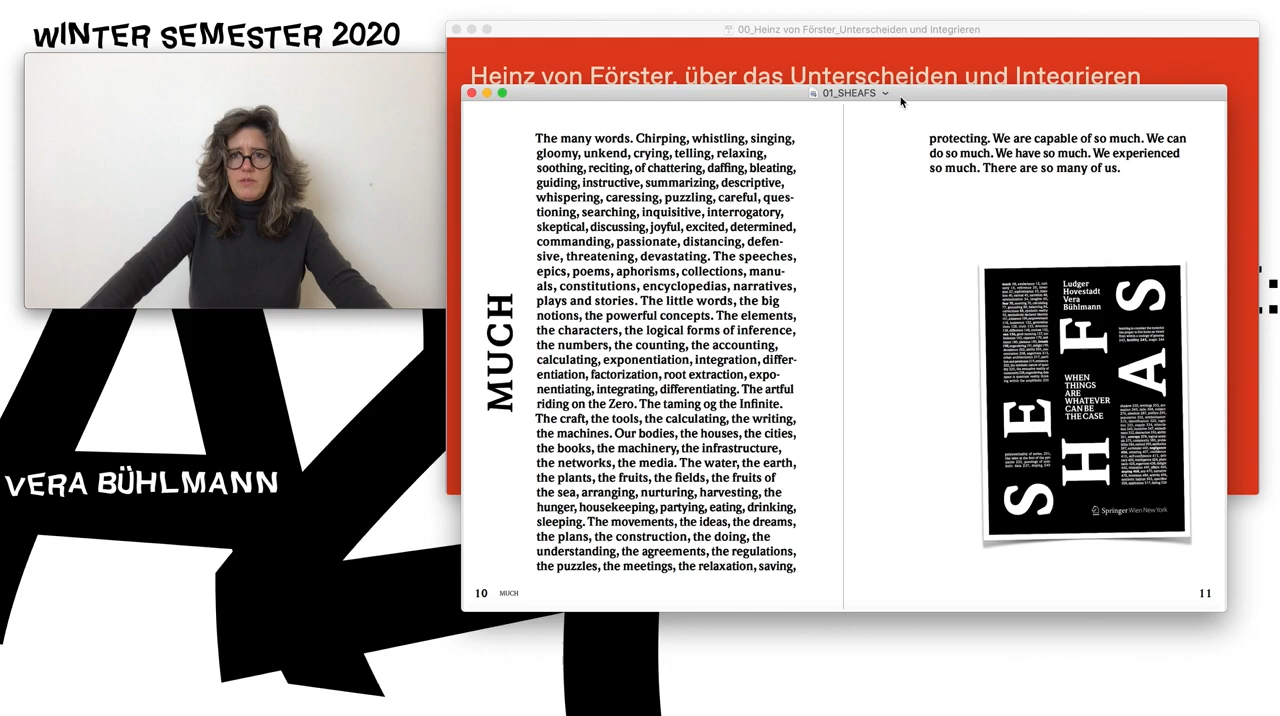 WINTER SEMESTER 2020
VERA BÜHLMANN
00_Heinz von Förster_Unterscheiden und Integrieren
Heinz von Förster, über das Unterscheiden und Integrieren
01_SHEAFS
MUCH
The many words. Chirping, whistling, singing,
gloomy, unkend, crying, telling, relaxing,
soothing, reciting, of chattering, daffing, bleating,
guiding, instructive, summarizing, descriptive,
whispering, caressing, puzzling, careful, ques-
tioning, searching, inquisitive, interrogatory,
skeptical, discussing, joyful, excited, determined,
commanding, passionate, distancing, defen-
sive, threatening, devastating. The speeches,
epics, poems, aphorisms, collections, manu-
als, constitutions, encyclopedias, narratives,
plays and stories. The little words, the big
notions, the powerful concepts. The elements,
the characters, the logical forms of inference,
the numbers, the counting, the accounting,
calculating, exponentiation, integration, differ-
entiation, factorization, root extraction, expo-
nentiating, integrating, differentiating. The artful
riding on the Zero. The taming og the Infinite.
The craft, the tools, the calculating, the writing,
the machines. Our bodies, the houses, the cities,
the books, the machinery, the infrastructure,
the networks, the media. The water, the earth,
the plants, the fruits, the fields, the fruits of
the sea, arranging, nurturing, harvesting, the
hunger, housekeeping, partying, eating, drinking,
sleeping. The movements, the ideas, the dreams,
the plans, the construction, the doing, the
understanding, the agreements, the regulations,
the puzzles, the meetings, the relaxation, saving,
10 MUCH
protecting. We are capable of so much. We can
do so much. We have so much. We experienced
so much. There are so many of us.
Ludger
Hovestadt
Vera
Bühlmann
SHEAFS
WHEN
THINGS
ARE
WHATEVER
CAN BE
THE CASE
Springer Wien New York
11